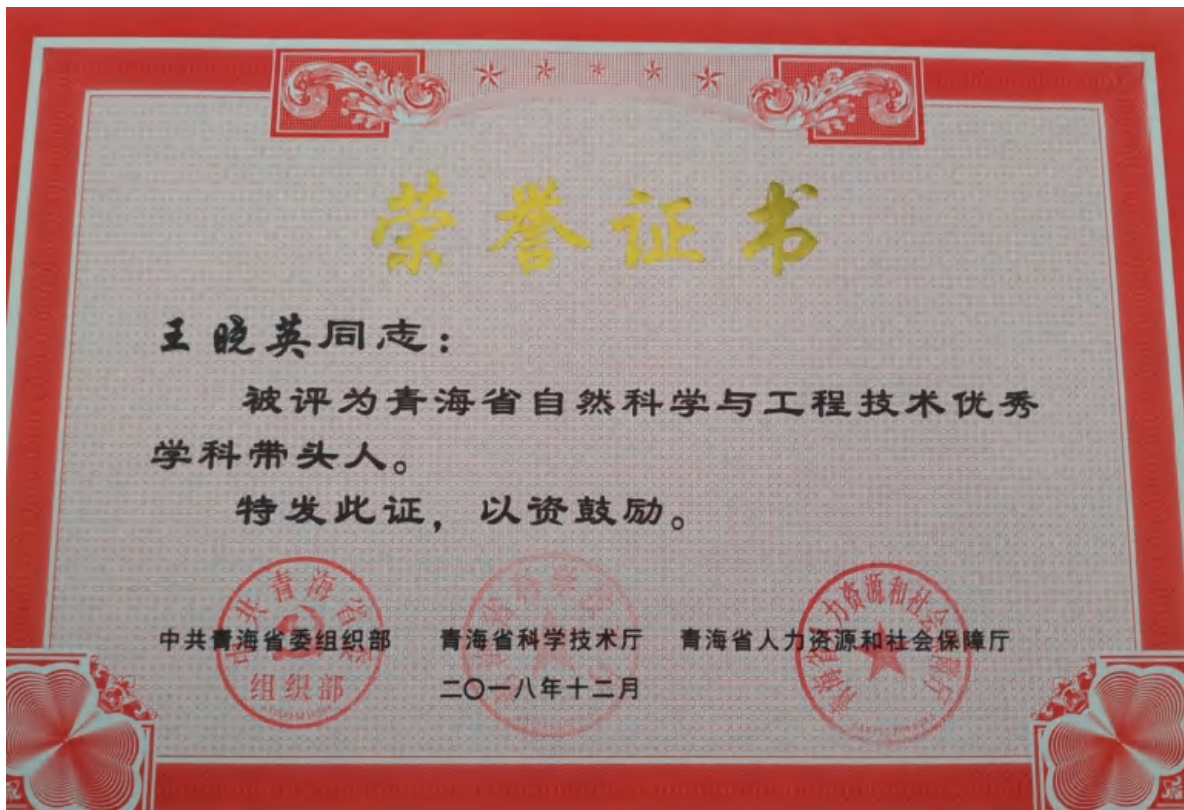 荣誉证书
王晓英同志：
被评为青海省自然科学与工程技术优秀
学科带头人。
特发此证，以资鼓励。
中共青海省委组织部 青海省科学技术厅 青海省人力资源和社会保障厅
组织部
二〇一八年十二月